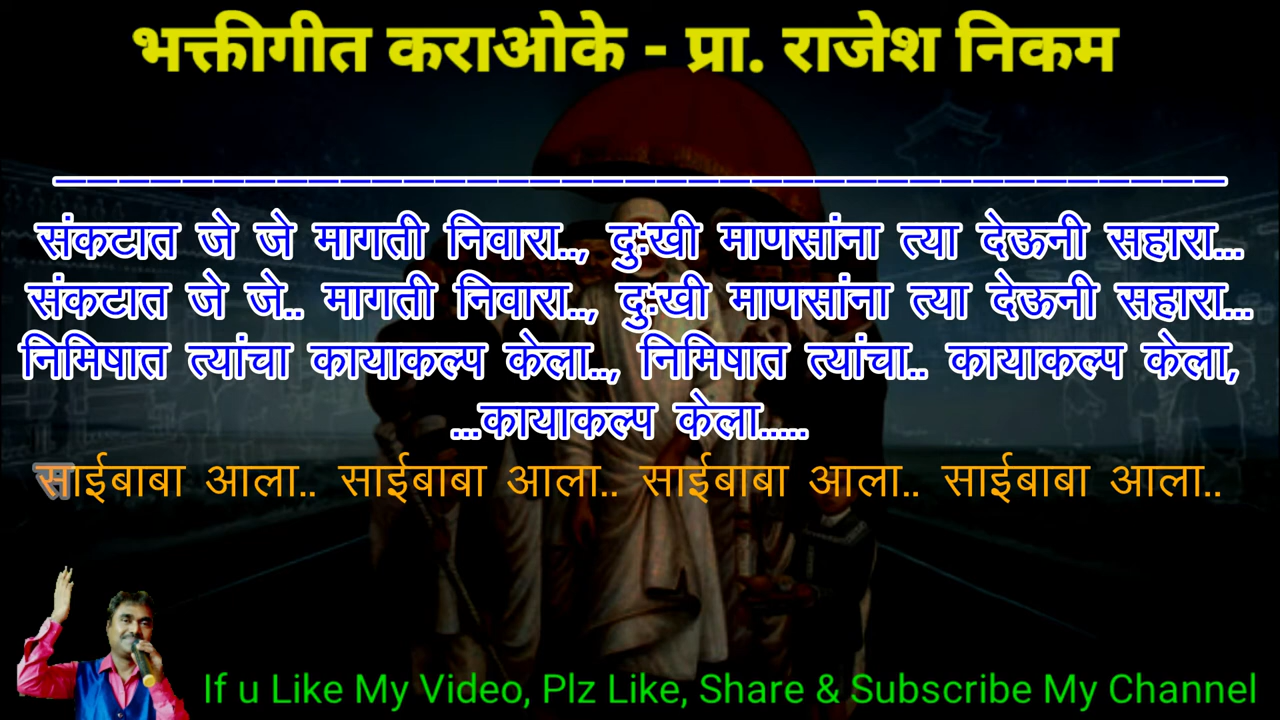 भक्तीगीत कराओके - प्रा. राजेश निकम
संकटात जे जे मागती निवारा.., दुःखी माणसांना त्या देऊनी सहारा...
संकटात जे जे.. मागती निवारा.., दुःखी माणसांना त्या देऊनी सहारा...
निमिषात त्यांचा कायाकल्प केला.., निमिषात त्यांचा.. कायाकल्प केला,
...कायाकल्प केला.....
साईबाबा आला.. साईबाबा आला.. साईबाबा आला.. साईबाबा आला..
If u Like My Video, Plz Like, Share & Subscribe My Channel